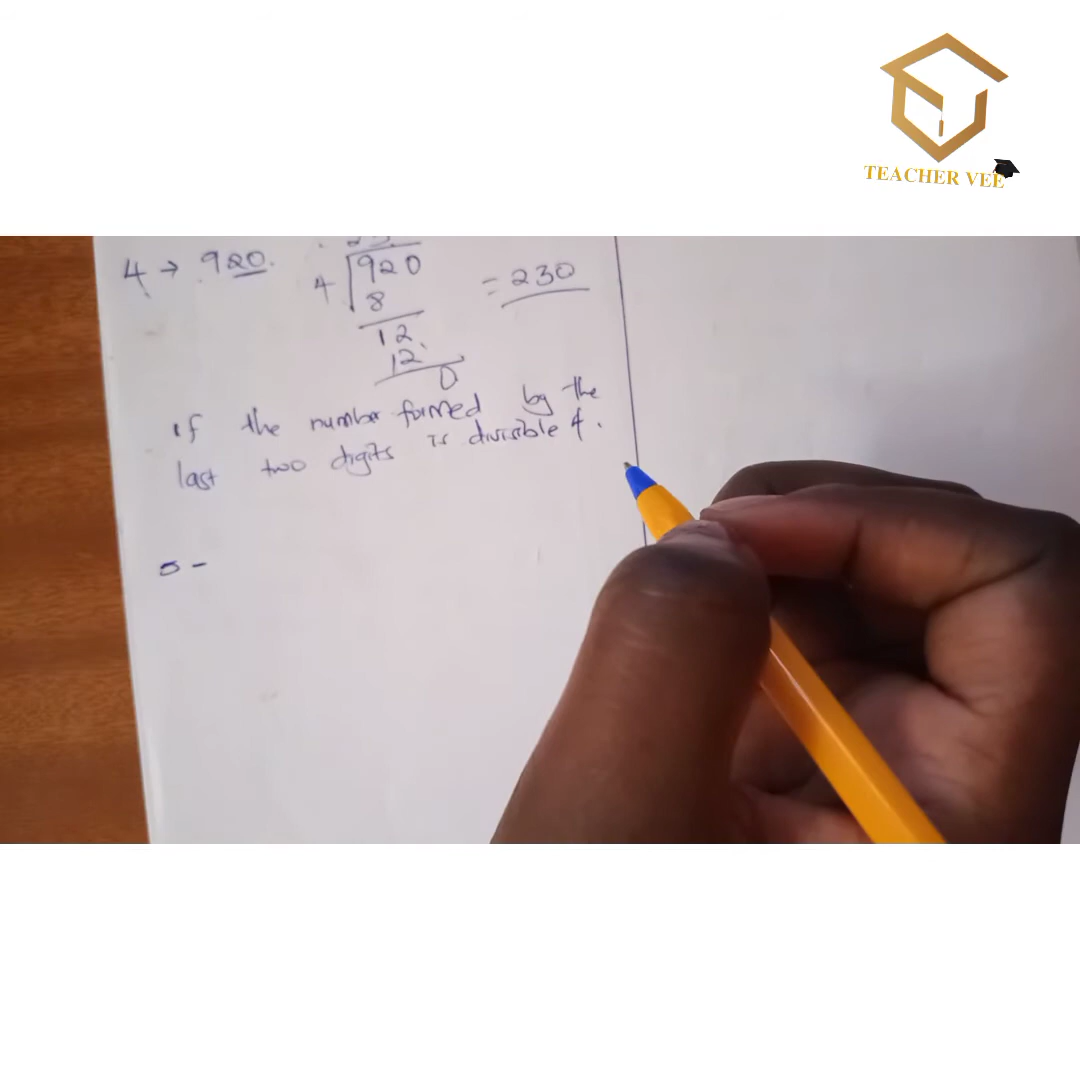 TEACHER VEE
4 → 920.
4 920
= 230
8
12.
12.
0
if the number formed by the
last two digits is divisible 4.
5 -